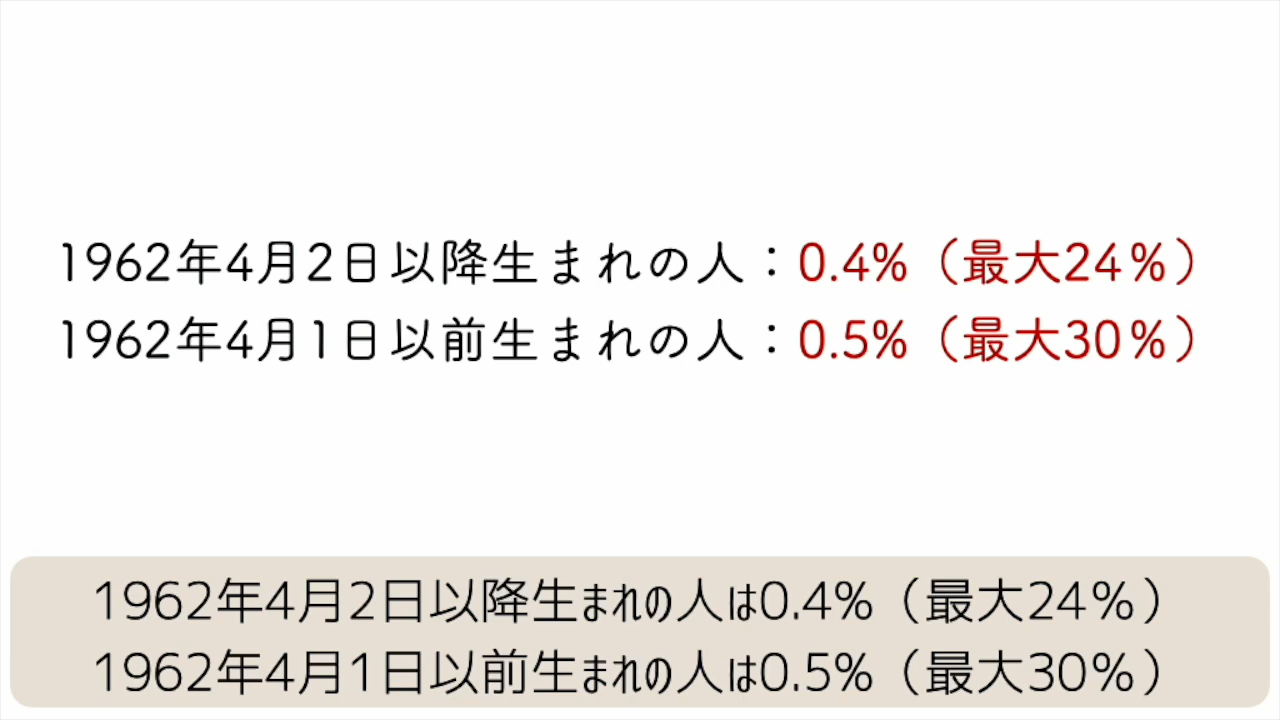 1962年4月2日以降生まれの人：0.4%（最大24％）
1962年4月1日以前生まれの人：0.5%（最大30％）
1962年4月2日以降生まれの人は0.4%（最大24％）
1962年4月1日以前生まれの人は0.5%（最大30％）